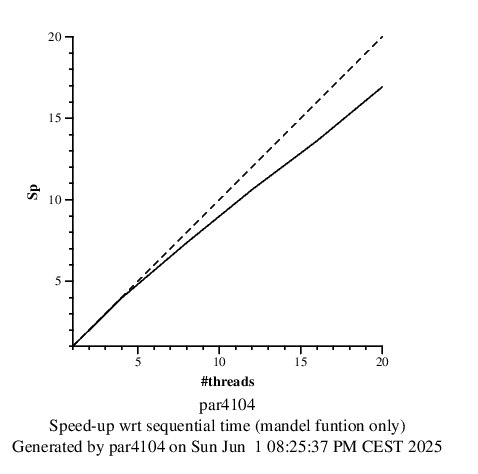 20
15
10
5
Sp
5 10 15 20
#threads
par4104
Speed-up wrt sequential time (mandel funtion only)
Generated by par4104 on Sun Jun 1 08:25:37 PM CEST 2025